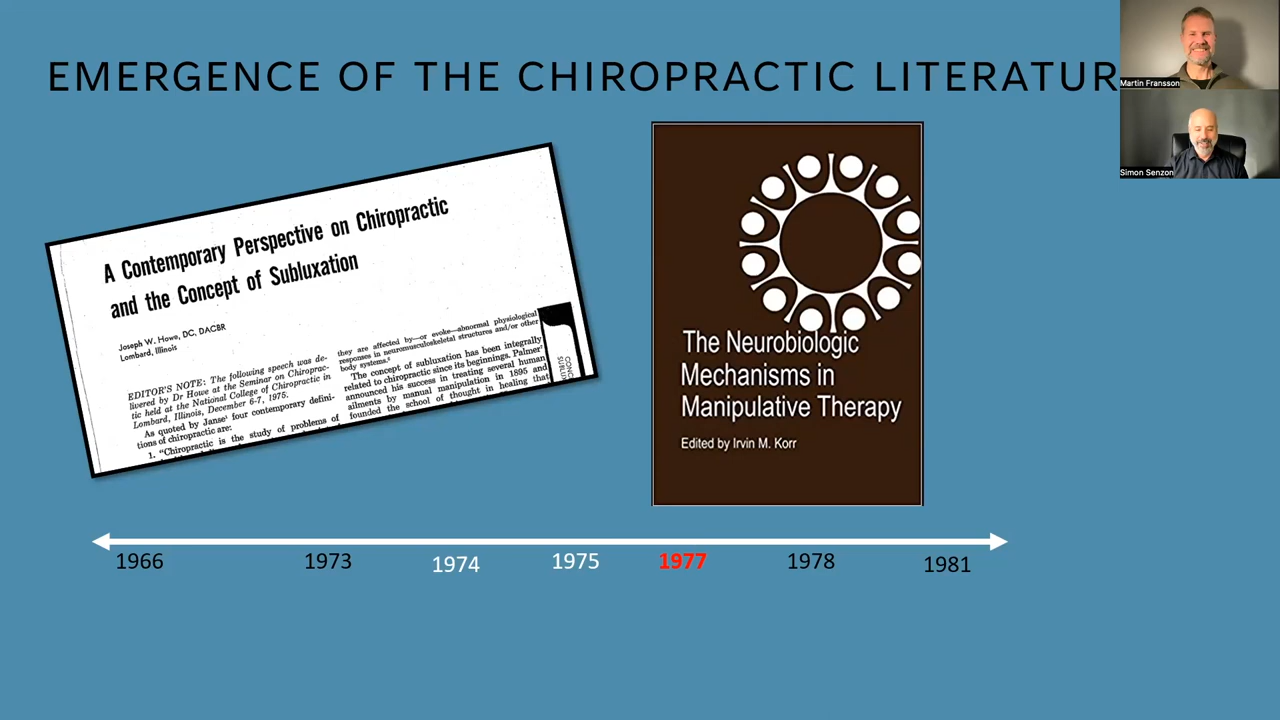 EMERGENCE OF THE CHIROPRACTIC LITERATUR
Martin Fransson
Simon Senzon
A Contemporary Perspective on Chiropractic
and the Concept of Subluxation
Joseph W. Howe, DC, DACBR
Lombard, Illinois
EDITOR'S NOTE: The following speech was de-
livered by Dr Howe at the Seminar on Chiroprac-
tic held at the National College of Chiropractic in
Lombard, Illinois, December 6-7, 1975.
As quoted by Janse¹ four contemporary defini-
tions of chiropractic are:
1. "Chiropractic is the study of problems of
they are affected by—or evoke—abnormal physiological
responses in neuromusculoskeletal structures and/or other
body systems.⁶
The concept of subluxation has been integrally
related to chiropractic since its beginnings. Palmer
announced his success in treating several human
ailments by manual manipulation in 1895 and
founded the school of thought in healing that
CONC
SUBLU
The Neurobiologic
Mechanisms in
Manipulative Therapy
Edited by Irvin M. Korr
1966 1973 1974 1975 1977 1978 1981